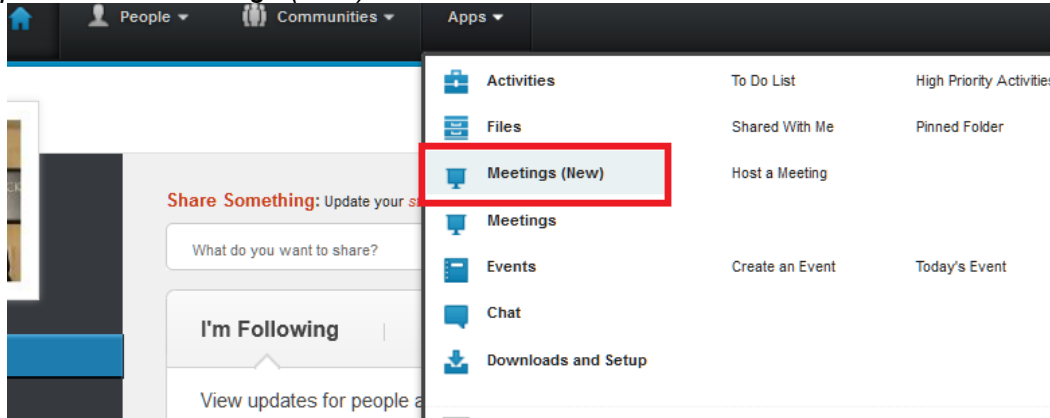 People Communities Apps
Activities To Do List High Priority Activities
Files Shared With Me Pinned Folder
Meetings (New) Host a Meeting
Share Something: Update your
Meetings
What do you want to share?
Events Create an Event Today's Event
Chat
I'm Following
Downloads and Setup
View updates for people